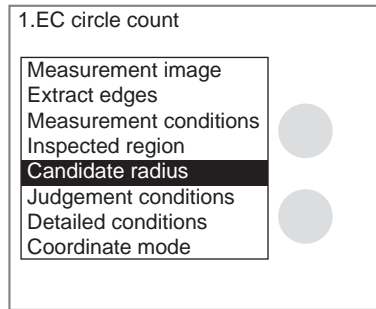 1.EC circle count
Measurement image
Extract edges
Measurement conditions
Inspected region
Candidate radius
Judgement conditions
Detailed conditions
Coordinate mode